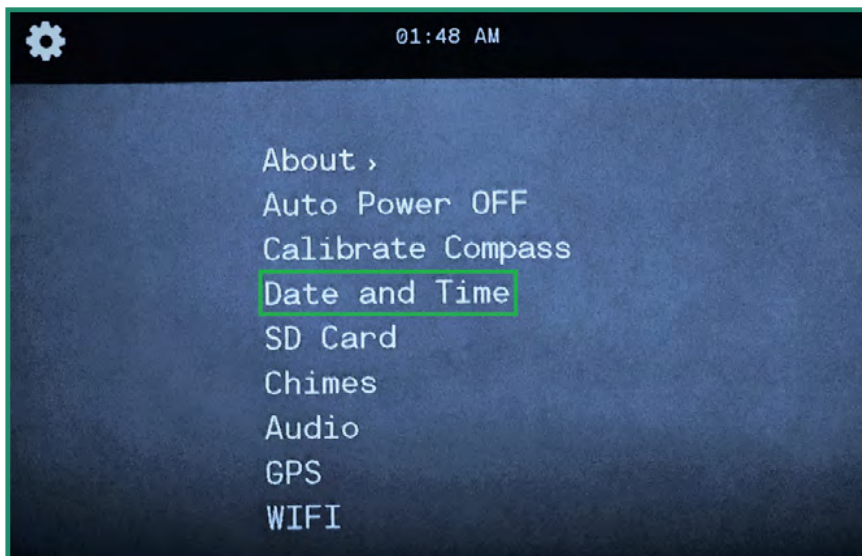 01:48 AM
About ›
Auto Power OFF
Calibrate Compass
Date and Time
SD Card
Chimes
Audio
GPS
WIFI